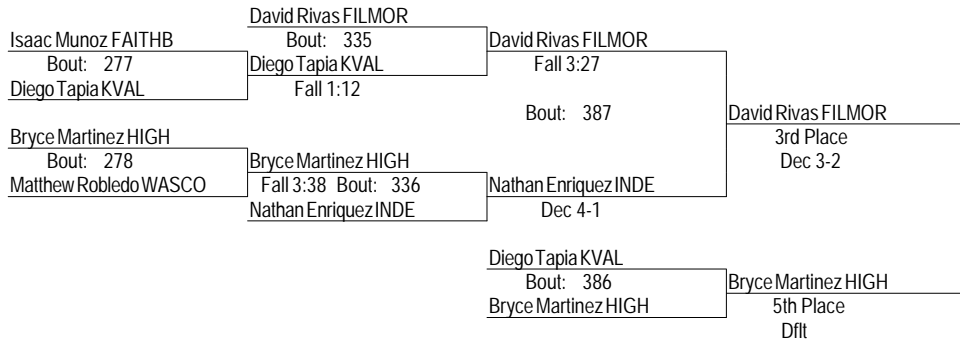 David Rivas FILMOR
Isaac Munoz FAITHB
Bout: 335
David Rivas FILMOR
Bout: 277
Diego Tapia KVAL
Fall 3:27
Diego Tapia KVAL
Fall 1:12
Bout: 387
David Rivas FILMOR
Bryce Martinez HIGH
3rd Place
Bout: 278
Bryce Martinez HIGH
Dec 3-2
Matthew Robledo WASCO
Fall 3:38 Bout: 336
Nathan Enriquez INDE
Nathan Enriquez INDE
Dec 4-1
Diego Tapia KVAL
Bout: 386
Bryce Martinez HIGH
Bryce Martinez HIGH
5th Place
Dflt